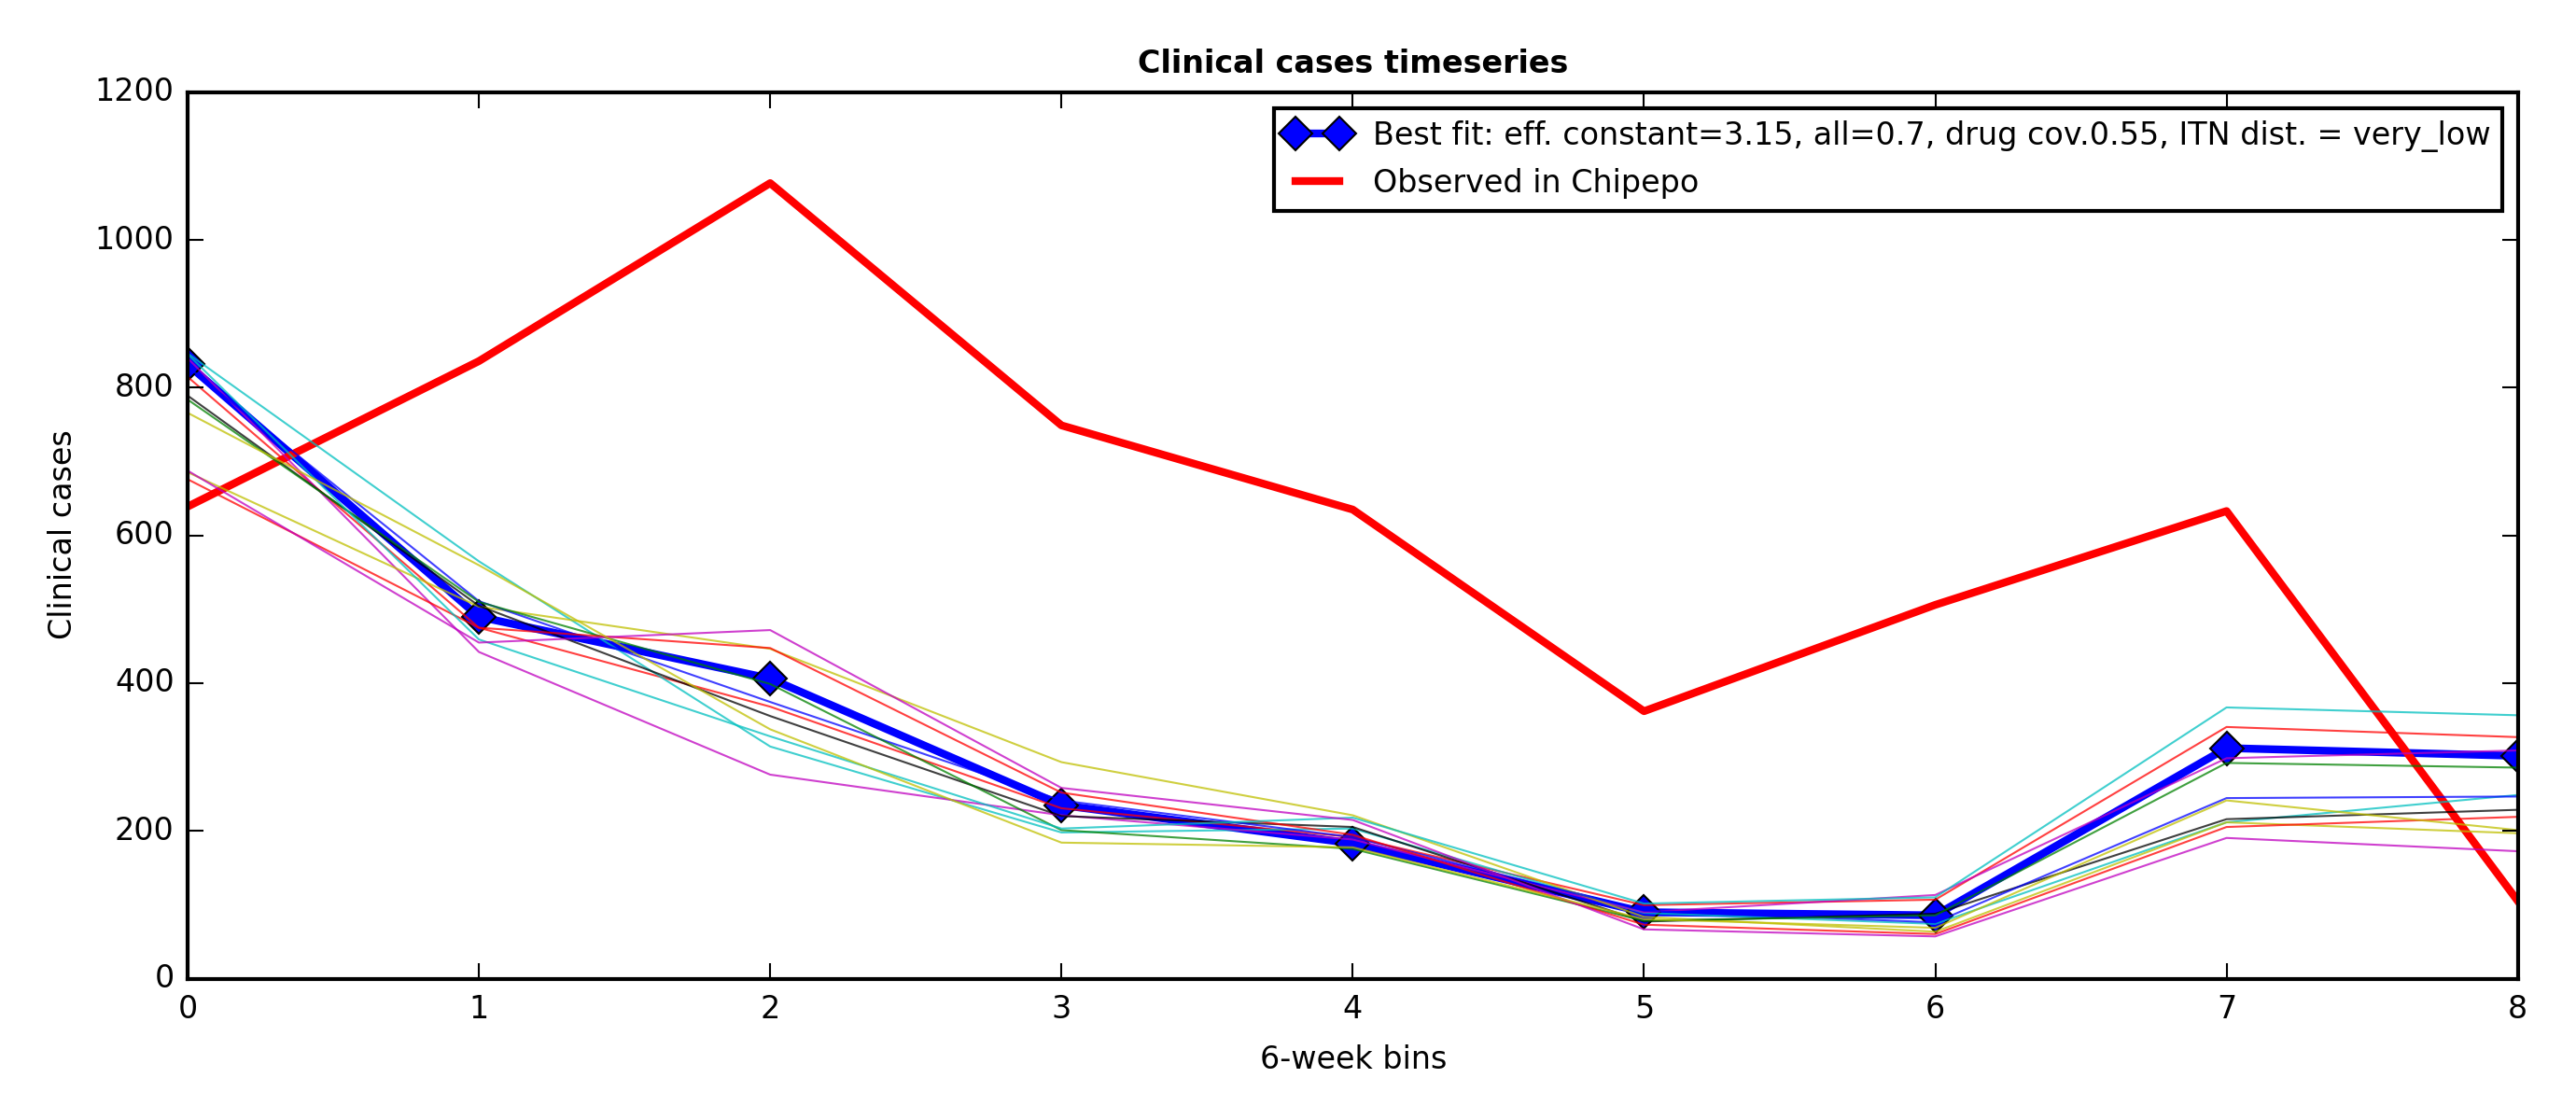 Clinical cases timeseries
Best fit: eff. constant=3.15, all=0.7, drug cov.0.55, ITN dist. = very_low
Observed in Chipepo
Clinical cases
1200
1000
800
600
400
200
0
0 1 2 3 4 5 6 7 8
6-week bins